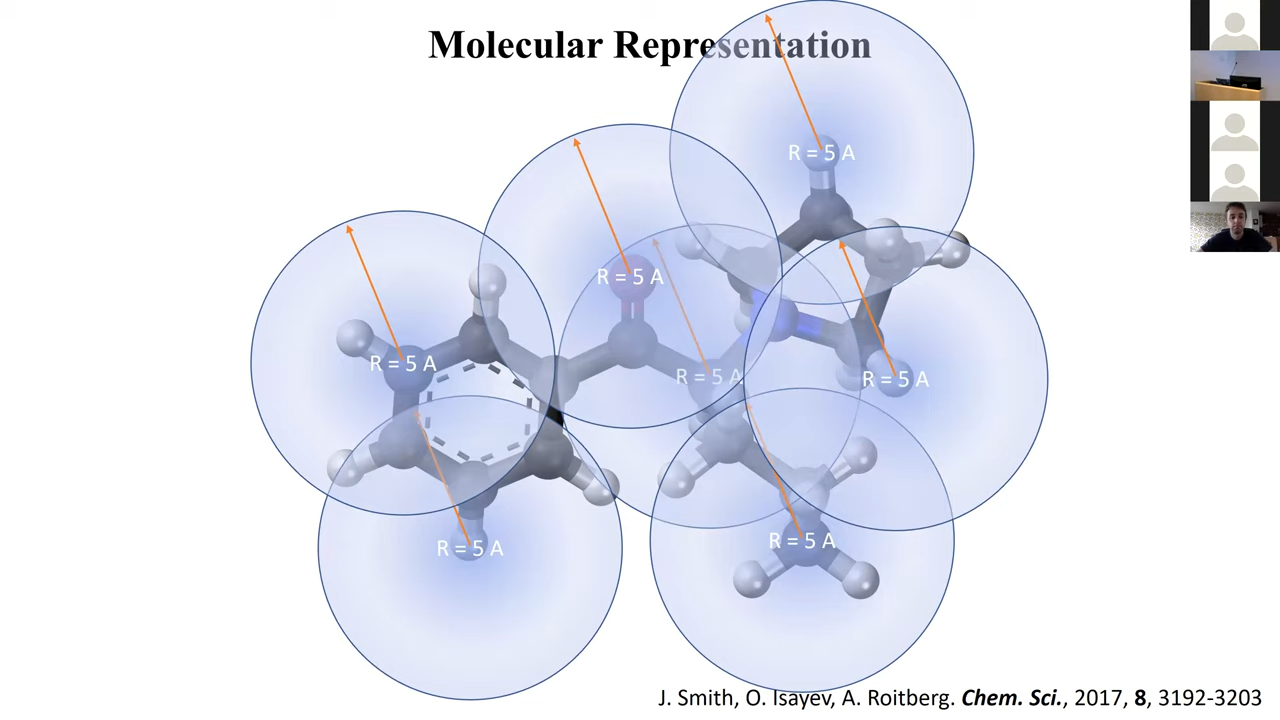 Molecular Representation
R = 5 A
R = 5 A
R = 5 A
R = 5 A
R = 5 A
R = 5 A
R = 5 A
J. Smith, O. Isayev, A. Roitberg. Chem. Sci., 2017, 8, 3192-3203